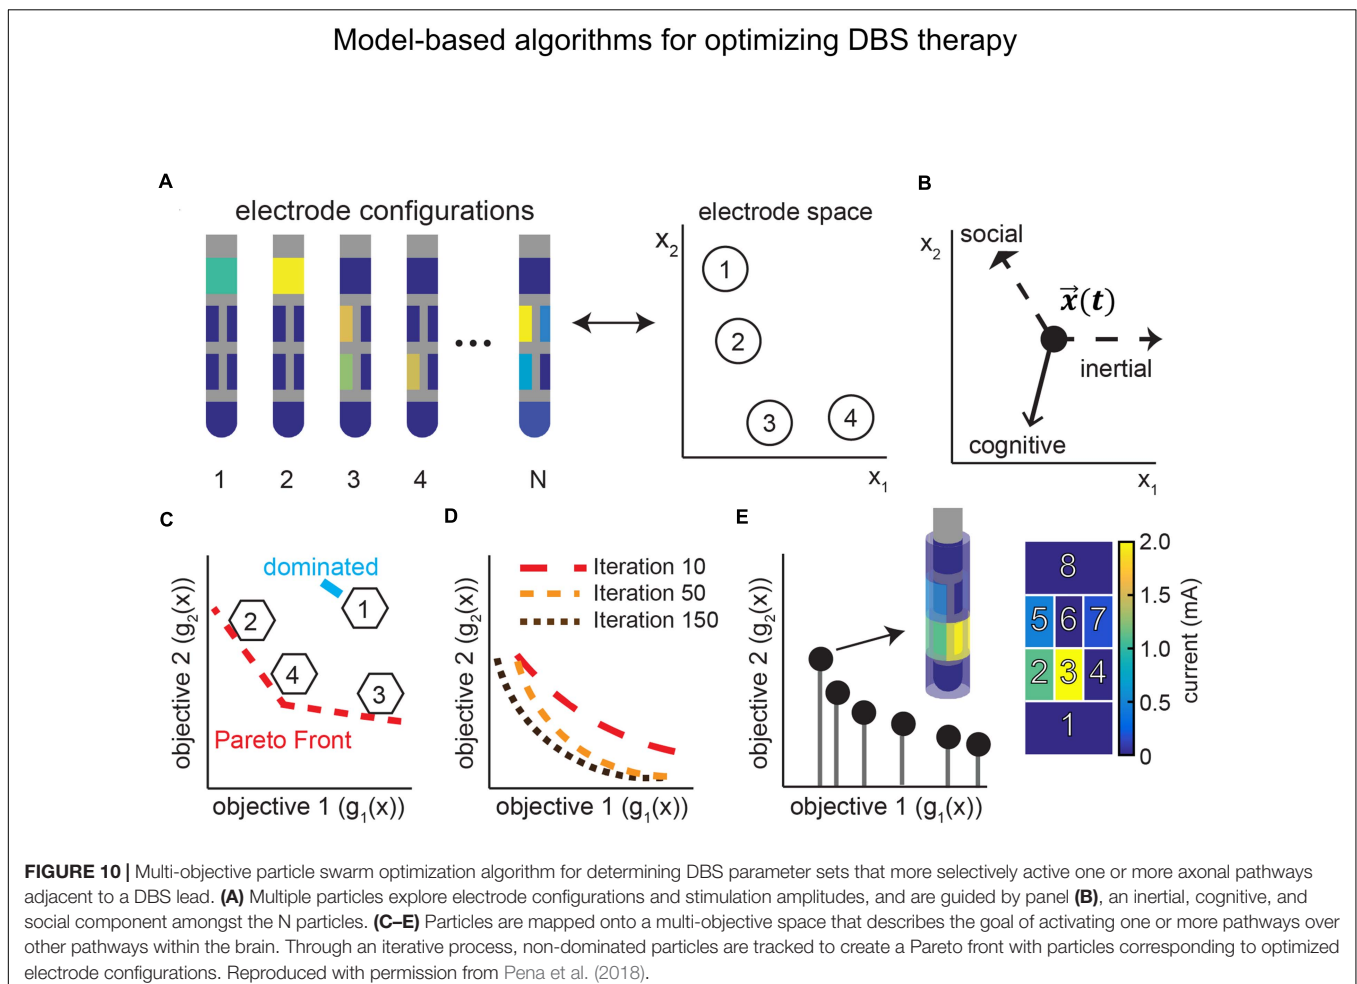 Model-based algorithms for optimizing DBS therapy
A
electrode configurations
1 2 3 4 N
electrode space
x2
1
2
3
4
x1
B
x2
social
x⃗(t)
inertial
cognitive
x1
C
objective 2 (g2(x))
dominated
1
2
4
3
Pareto Front
objective 1 (g1(x))
D
objective 2 (g2(x))
Iteration 10
Iteration 50
Iteration 150
objective 1 (g1(x))
E
objective 2 (g2(x))
objective 1 (g1(x))
8
5 6 7
2 3 4
1
2.0
1.5
1.0
0.5
0
current (mA)
FIGURE 10 | Multi-objective particle swarm optimization algorithm for determining DBS parameter sets that more selectively active one or more axonal pathways
adjacent to a DBS lead. (A) Multiple particles explore electrode configurations and stimulation amplitudes, and are guided by panel (B), an inertial, cognitive, and
social component amongst the N particles. (C–E) Particles are mapped onto a multi-objective space that describes the goal of activating one or more pathways over
other pathways within the brain. Through an iterative process, non-dominated particles are tracked to create a Pareto front with particles corresponding to optimized
electrode configurations. Reproduced with permission from Pena et al. (2018).